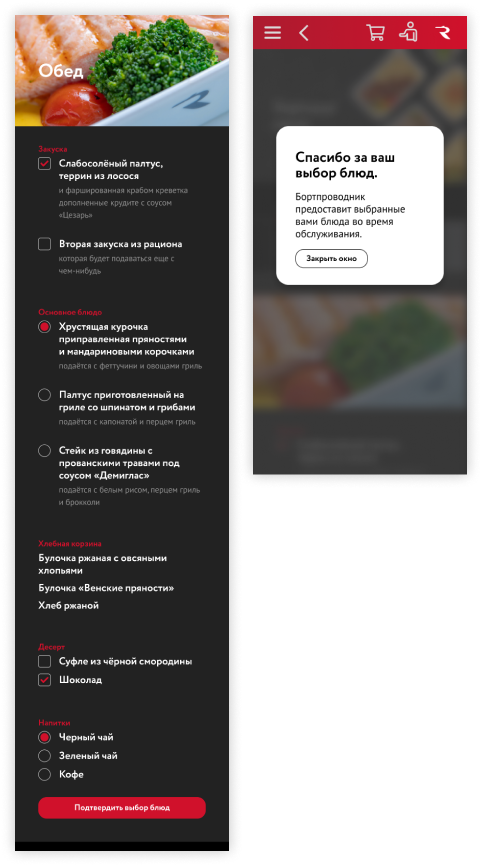 Обед
Закуска
Слабосолёный палтус,
террин из лосося
и фаршированная крабом креветка
дополненные крудите с соусом
«Цезарь»
Вторая закуска из рациона
которая будет подаваться еще с
чем-нибудь
Основное блюдо
Хрустящая курочка
приправленная пряностями
и мандариновыми корочками
подаётся с феттучини и овощами гриль
Палтус приготовленный на
гриле со шпинатом и грибами
подаётся с капонатой и перцем гриль
Стейк из говядины с
прованскими травами под
соусом «Демиглас»
подаётся с белым рисом, перцем гриль
и брокколи
Хлебная корзина
Булочка ржаная с овсяными
хлопьями
Булочка «Венские пряности»
Хлеб ржаной
Десерт
Суфле из чёрной смородины
Шоколад
Напитки
Черный чай
Зеленый чай
Кофе
Подтвердить выбор блюд
Спасибо за ваш
выбор блюд.
Бортпроводник
предоставит выбранные
вами блюда во время
обслуживания.
Закрыть окно